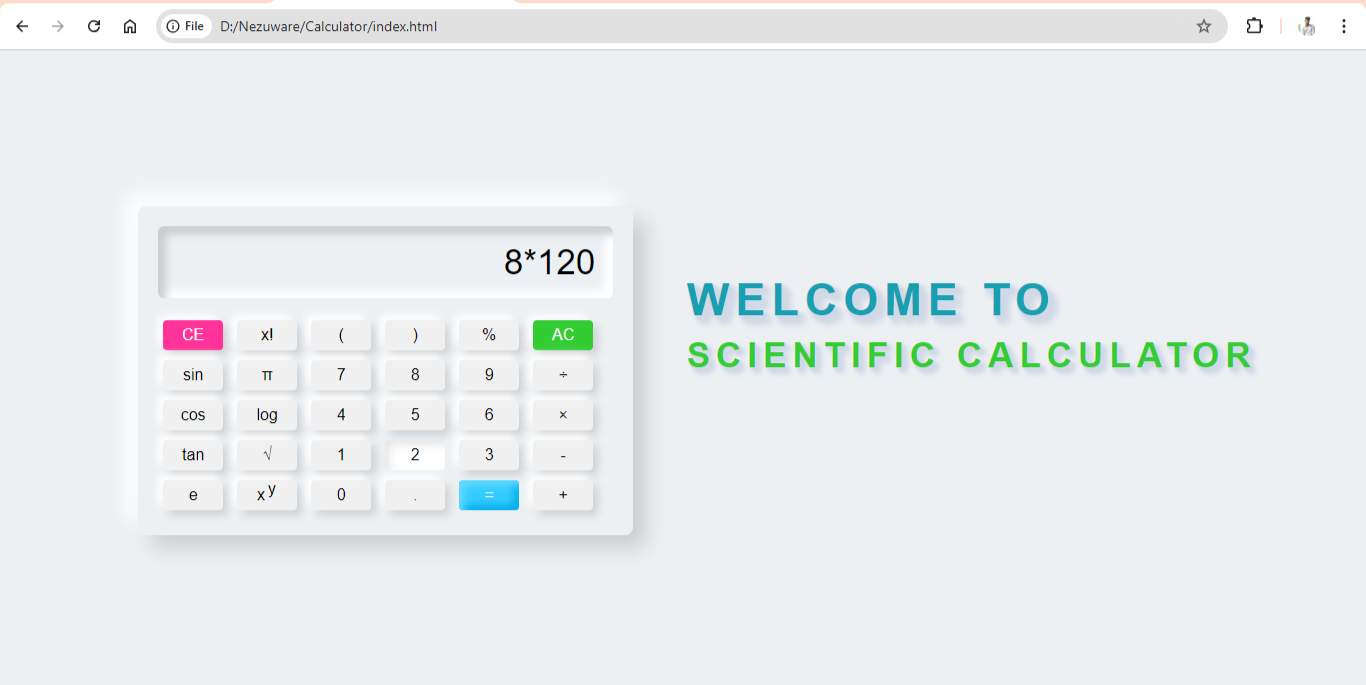 File D:/Nezuware/Calculator/index.html
8*120
WELCOME TO
SCIENTIFIC CALCULATOR
CE x! ( ) % AC
sin π 7 8 9 ÷
cos log 4 5 6 ×
tan √ 1 2 3 -
e x y 0 . = +